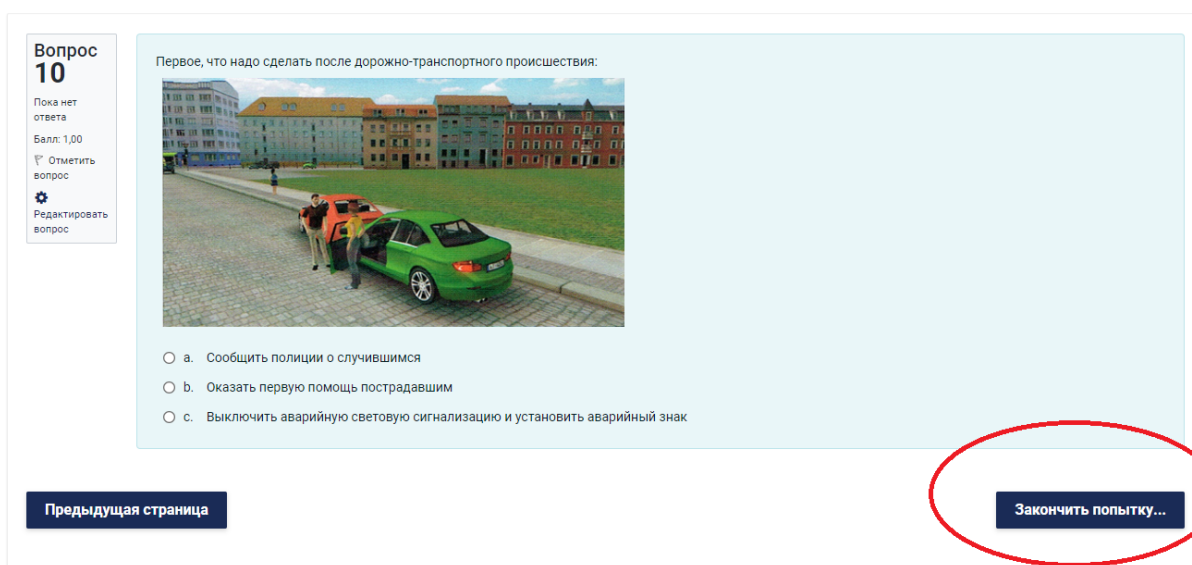 Вопрос
10
Пока нет
ответа
Балл: 1,00
Отметить
вопрос
Редактировать
вопрос
Первое, что надо сделать после дорожно-транспортного происшествия:
a. Сообщить полиции о случившимся
b. Оказать первую помощь пострадавшим
c. Выключить аварийную световую сигнализацию и установить аварийный знак
Предыдущая страница
Закончить попытку...